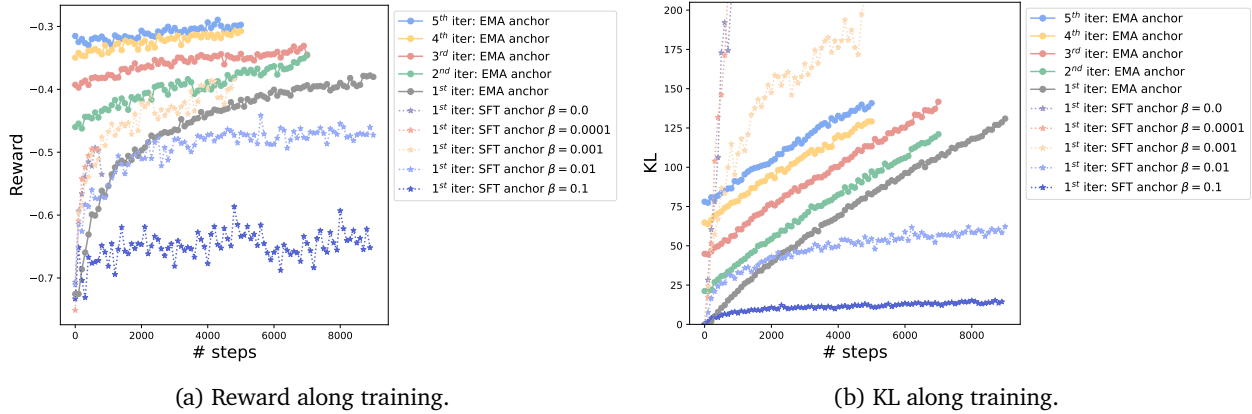 −0.3
−0.4
−0.5
−0.6
−0.7
Reward
0
2000
4000
6000
8000
# steps
5th iter: EMA anchor
4th iter: EMA anchor
3rd iter: EMA anchor
2nd iter: EMA anchor
1st iter: EMA anchor
1st iter: SFT anchor β = 0.0
1st iter: SFT anchor β = 0.0001
1st iter: SFT anchor β = 0.001
1st iter: SFT anchor β = 0.01
1st iter: SFT anchor β = 0.1
(a) Reward along training.
200
175
150
125
100
75
50
25
0
KL
0
2000
4000
6000
8000
# steps
5th iter: EMA anchor
4th iter: EMA anchor
3rd iter: EMA anchor
2nd iter: EMA anchor
1st iter: EMA anchor
1st iter: SFT anchor β = 0.0
1st iter: SFT anchor β = 0.0001
1st iter: SFT anchor β = 0.001
1st iter: SFT anchor β = 0.01
1st iter: SFT anchor β = 0.1
(b) KL along training.